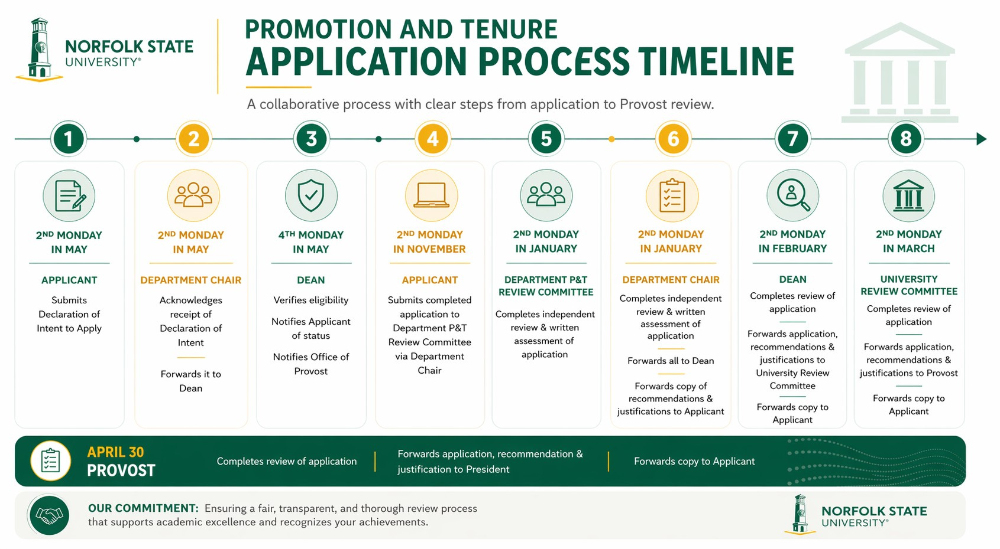 NORFOLK STATE
UNIVERSITY®
PROMOTION AND TENURE
APPLICATION PROCESS TIMELINE
A collaborative process with clear steps from application to Provost review.
1
2
3
4
5
6
7
8
2ND MONDAY
IN MAY
APPLICANT
Submits
Declaration of
Intent to Apply
2ND MONDAY
IN MAY
DEPARTMENT CHAIR
Acknowledges
receipt of
Declaration of
Intent
Forwards it to
Dean
4TH MONDAY
IN MAY
DEAN
Verifies eligibility
Notifies Applicant
of status
Notifies Office of
Provost
2ND MONDAY
IN NOVEMBER
APPLICANT
Submits completed
application to
Department P&T
Review Committee
via Department
Chair
2ND MONDAY
IN JANUARY
DEPARTMENT P&T
REVIEW COMMITTEE
Completes independent
review & written
assessment of
application
2ND MONDAY
IN JANUARY
DEPARTMENT CHAIR
Completes independent
review & written
assessment of
application
Forwards all to Dean
Forwards copy of
recommendations &
justifications to Applicant
2ND MONDAY
IN FEBRUARY
DEAN
Completes review of
application
Forwards application,
recommendations &
justifications to
University Review
Committee
Forwards copy to
Applicant
2ND MONDAY
IN MARCH
UNIVERSITY
REVIEW COMMITTEE
Completes review of
application
Forwards application,
recommendations &
justifications to Provost
Forwards copy to
Applicant
APRIL 30
PROVOST
Completes review of application
Forwards application, recommendation &
justification to President
Forwards copy to Applicant
OUR COMMITMENT: Ensuring a fair, transparent, and thorough review process
that supports academic excellence and recognizes your achievements.
NORFOLK STATE
UNIVERSITY®